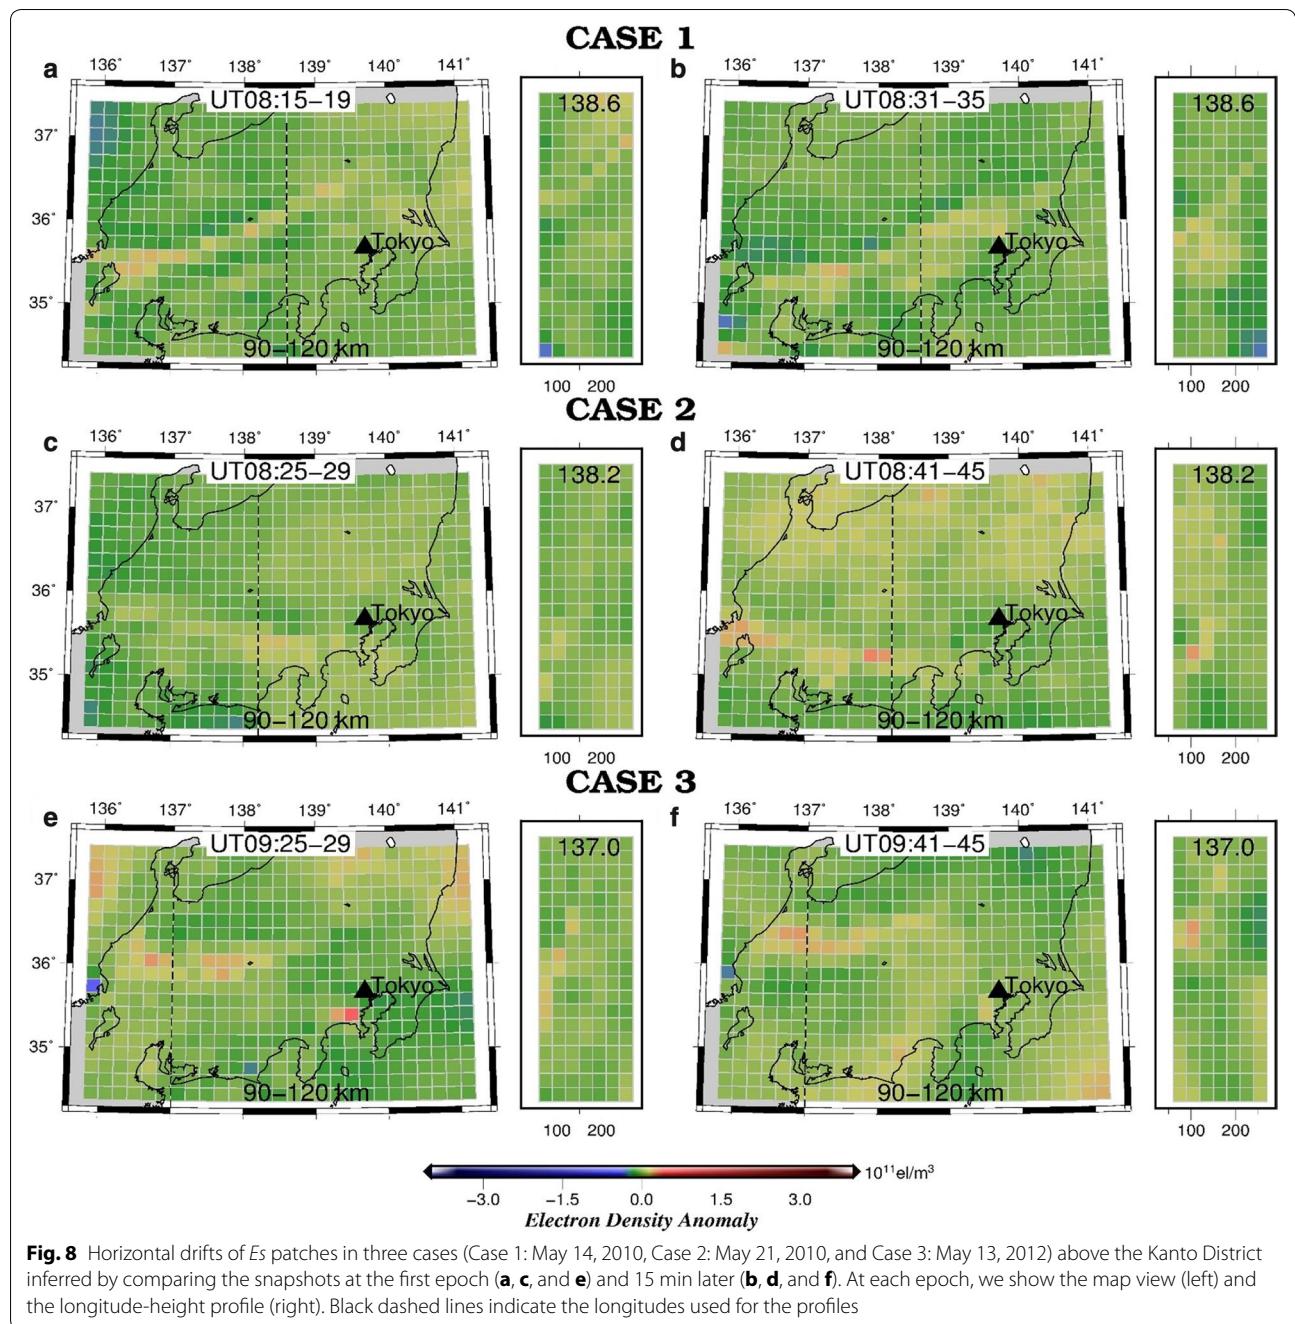 CASE 1
a
136° 137° 138° 139° 140° 141°
UT08:15−19
138.6
37°
36°
35°
Tokyo
90−120 km
100 200
b
136° 137° 138° 139° 140° 141°
UT08:31−35
138.6
Tokyo
90−120 km
100 200
CASE 2
c
136° 137° 138° 139° 140° 141°
UT08:25−29
138.2
37°
36°
35°
Tokyo
90−120 km
100 200
d
136° 137° 138° 139° 140° 141°
UT08:41−45
138.2
Tokyo
90−120 km
100 200
CASE 3
e
136° 137° 138° 139° 140° 141°
UT09:25−29
137.0
37°
36°
35°
Tokyo
90−120 km
100 200
f
136° 137° 138° 139° 140° 141°
UT09:41−45
137.0
Tokyo
90−120 km
100 200
10¹¹el/m³
−3.0 −1.5 0.0 1.5 3.0
Electron Density Anomaly
Fig. 8 Horizontal drifts of Es patches in three cases (Case 1: May 14, 2010, Case 2: May 21, 2010, and Case 3: May 13, 2012) above the Kanto District
inferred by comparing the snapshots at the first epoch (a, c, and e) and 15 min later (b, d, and f). At each epoch, we show the map view (left) and
the longitude-height profile (right). Black dashed lines indicate the longitudes used for the profiles